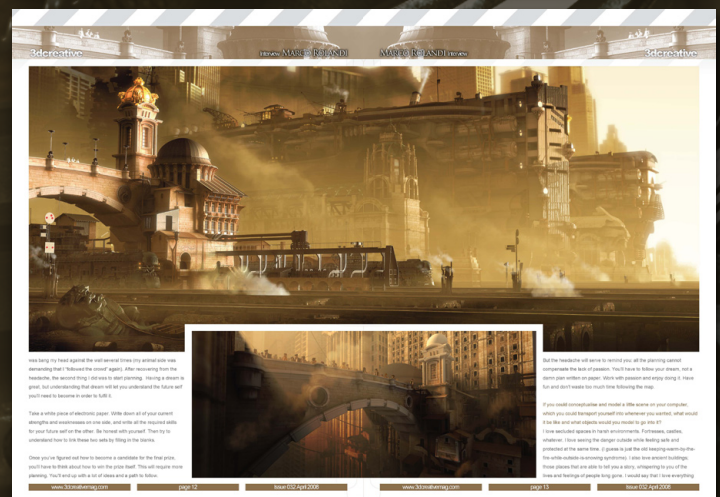 3dcreative
Interview MARCO ROLANDI
MARCO ROLANDI Interview
3dcreative
was bang my head against the wall several times (my animal side was
demanding that I "followed the crowd" again). After recovering from the
headache, the second thing I did was to start planning. Having a dream is
great, but understanding that dream will let you understand the future self
you'll need to become in order to fulfil it.
Take a white piece of electronic paper. Write down all of your current
strengths and weaknesses on one side, and write all the required skills
for your future self on the other. Be honest with yourself. Then try to
understand how to link these two sets by filling in the blanks.
Once you've figured out how to become a candidate for the final prize,
you'll have to think about how to win the prize itself. This will require more
planning. You'll end up with a lot of ideas and a path to follow.
But the headache will serve to remind you: all the planning cannot
compensate the lack of passion. You'll have to follow your dream, not a
damn plan written on paper. Work with passion and enjoy doing it. Have
fun and don't waste too much time following the map.
If you could conceptualise and model a little scene on your computer,
which you could transport yourself into whenever you wanted, what would
it be like and what objects would you model to go into it?
I love secluded spaces in harsh environments. Fortresses, castles,
whatever. I love seeing the danger outside while feeling safe and
protected at the same time. (I guess is just the old keeping-warm-by-the-
fire-while-outside-is-snowing syndrome). I also love ancient buildings;
those places that are able to tell you a story, whispering to you of the
lives and feelings of people long gone. I would say that I love everything
www.3dcreativemag.com
page 12
Issue 032 April 2008
www.3dcreativemag.com
page 13
Issue 032 April 2008